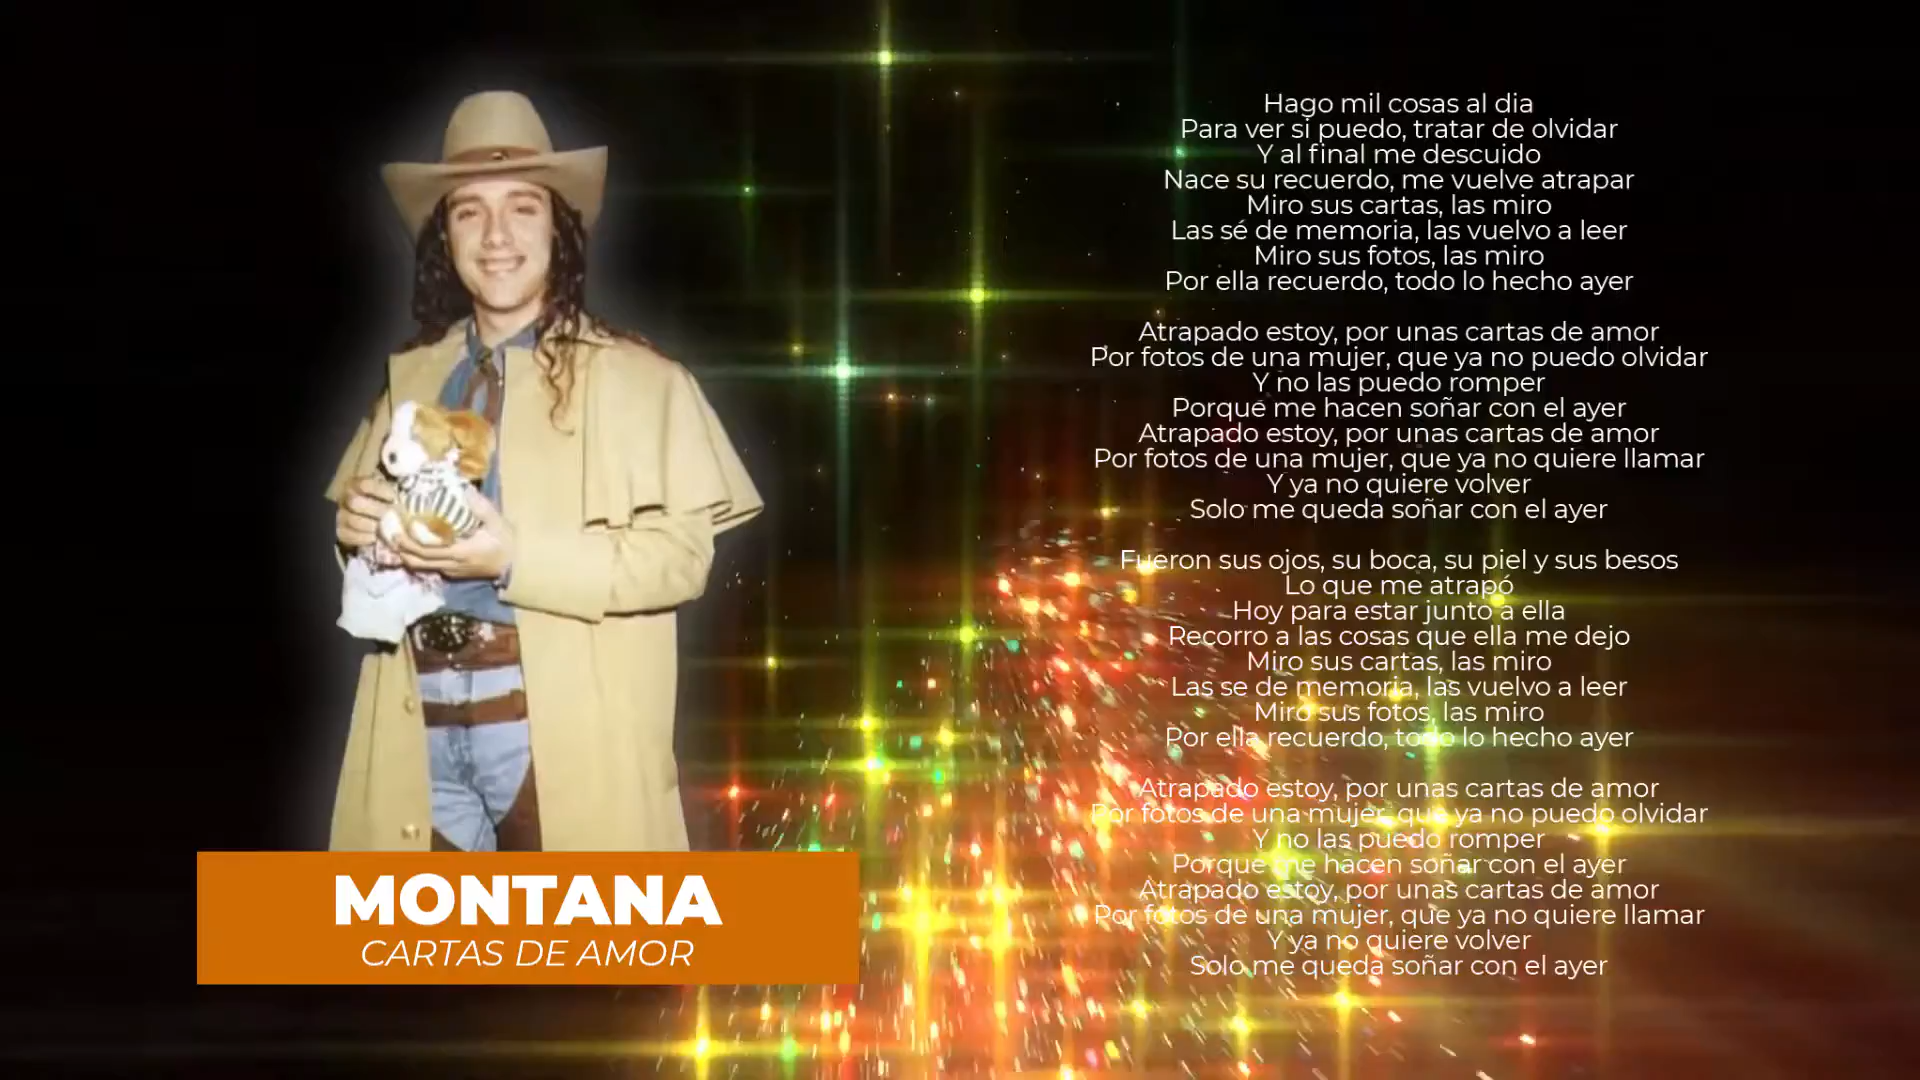 Hago mil cosas al dia
Para ver si puedo, tratar de olvidar
Y al final me descuido
Nace su recuerdo, me vuelve atrapar
Miro sus cartas, las miro
Las sé de memoria, las vuelvo a leer
Miro sus fotos, las miro
Por ella recuerdo, todo lo hecho ayer
Atrapado estoy, por unas cartas de amor
Por fotos de una mujer, que ya no puedo olvidar
Y no las puedo romper
Porque me hacen soñar con el ayer
Atrapado estoy, por unas cartas de amor
Por fotos de una mujer, que ya no quiere llamar
Y ya no quiere volver
Solo me queda soñar con el ayer
Fueron sus ojos, su boca, su piel y sus besos
Lo que me atrapó
Hoy para estar junto a ella
Recorro a las cosas que ella me dejo
Miro sus cartas, las miro
Las se de memoria, las vuelvo a leer
Miro sus fotos, las miro
Por ella recuerdo, todo lo hecho ayer
Atrapado estoy, por unas cartas de amor
Por fotos de una mujer, que ya no puedo olvidar
Y no las puedo romper
Porque me hacen soñar con el ayer
Atrapado estoy, por unas cartas de amor
Por fotos de una mujer, que ya no quiere llamar
Y ya no quiere volver
Solo me queda soñar con el ayer
MONTANA
CARTAS DE AMOR